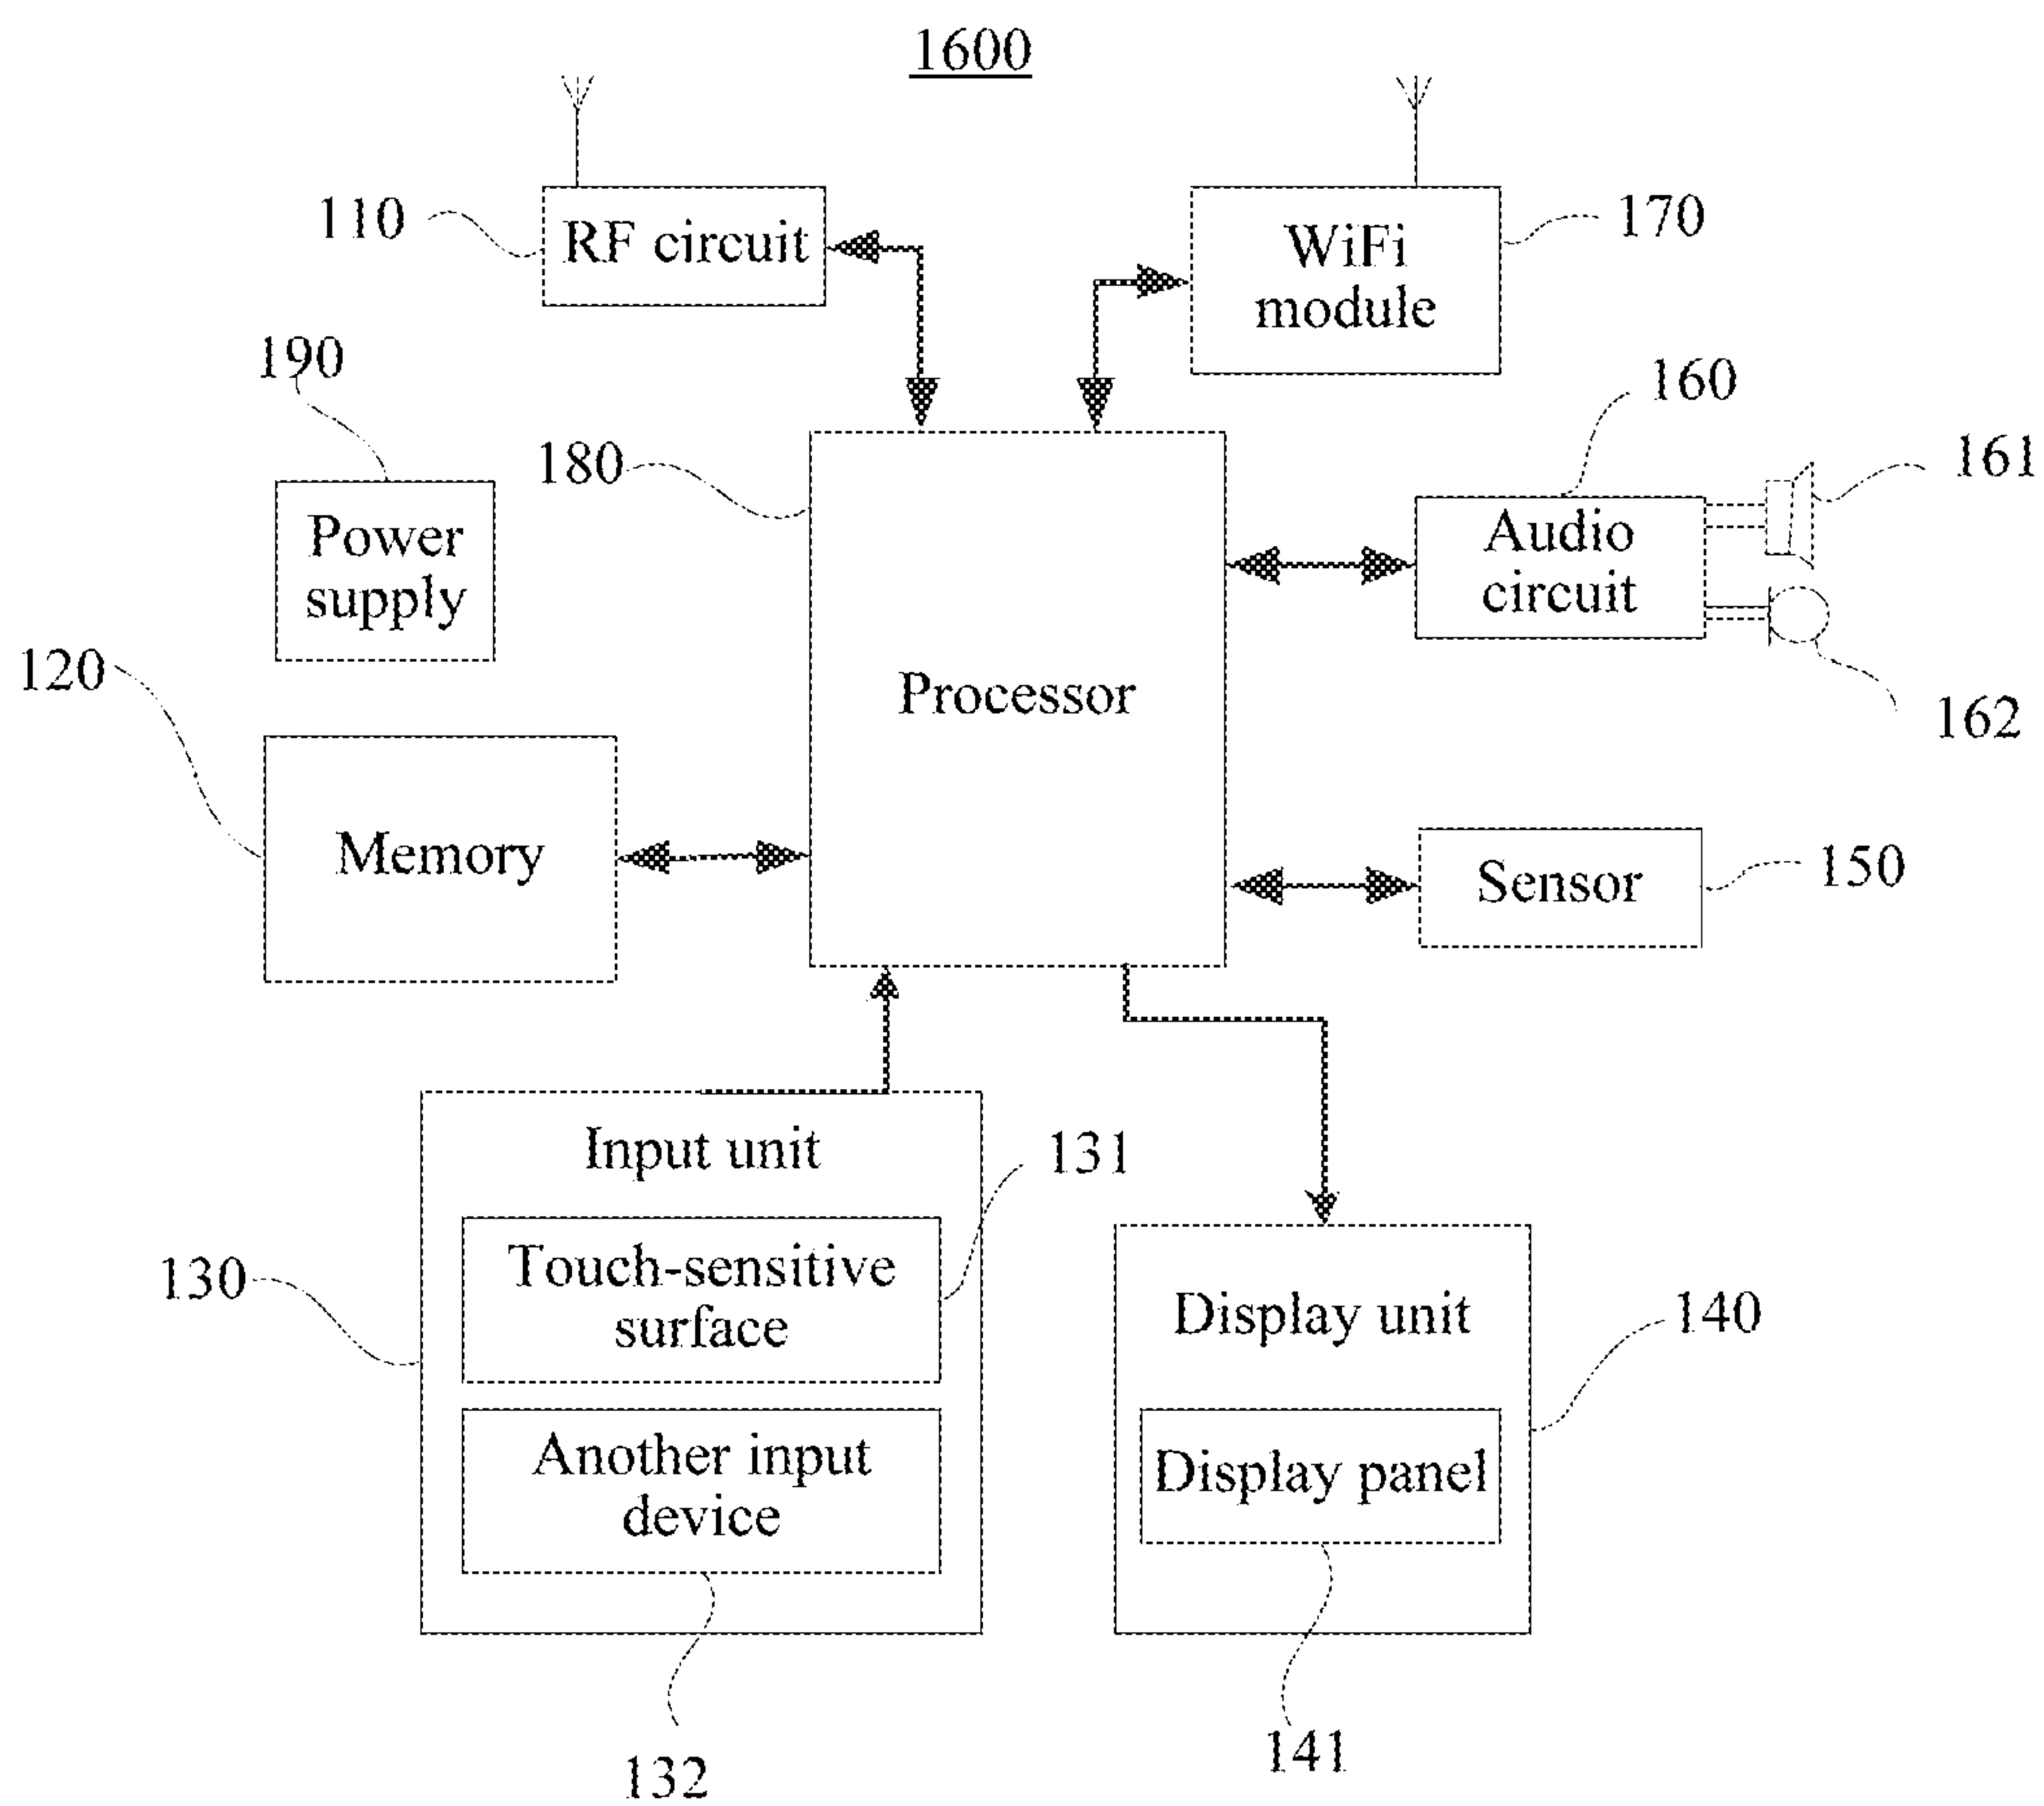 1600
110
RF circuit
WiFi
module
170
190
180
160
161
Power
supply
Audio
circuit
120
Processor
162
Memory
Sensor
150
Input unit
131
130
Touch-sensitive
surface
Display unit
140
Another input
device
Display panel
132
141